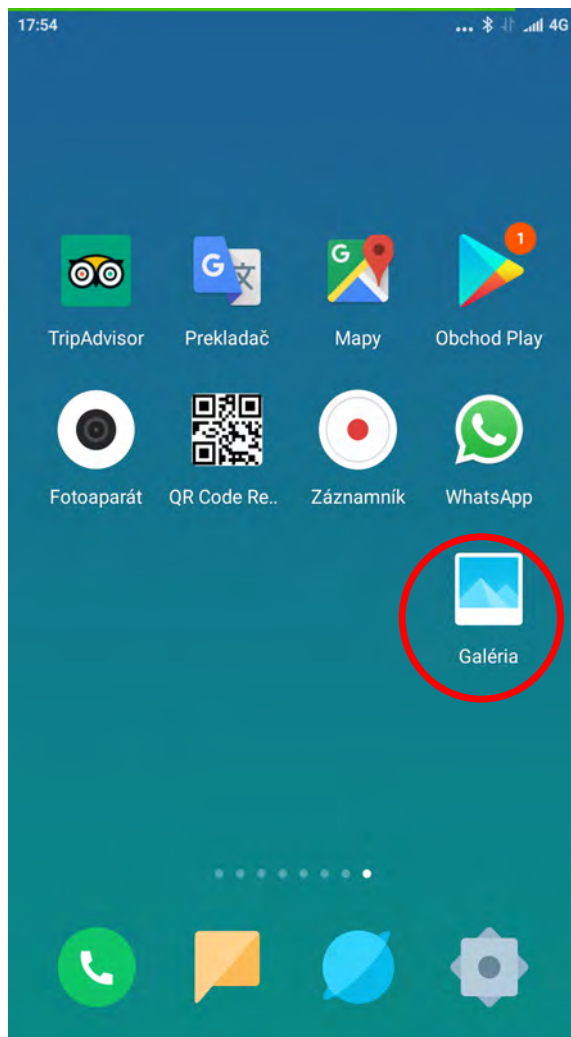 17:54 ... 4G
1
TripAdvisor Prekladač Mapy Obchod Play
Fotoaparát QR Code Re.. Záznamník WhatsApp
Galéria